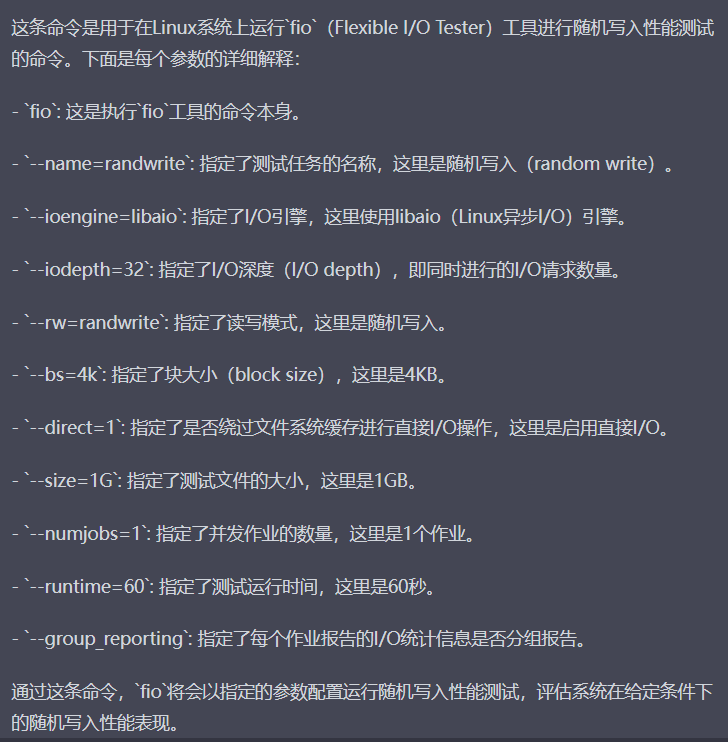 这条命令是用于在Linux系统上运行`fio`（Flexible I/O Tester）工具进行随机写入性能测试
的命令。下面是每个参数的详细解释：
- `fio`: 这是执行`fio`工具的命令本身。
- `--name=randwrite`: 指定了测试任务的名称，这里是随机写入（random write）。
- `--ioengine=libaio`: 指定了I/O引擎，这里使用libaio（Linux异步I/O）引擎。
- `--iodepth=32`: 指定了I/O深度（I/O depth），即同时进行的I/O请求数量。
- `--rw=randwrite`: 指定了读写模式，这里是随机写入。
- `--bs=4k`: 指定了块大小（block size），这里是4KB。
- `--direct=1`: 指定了是否绕过文件系统缓存进行直接I/O操作，这里是启用直接I/O。
- `--size=1G`: 指定了测试文件的大小，这里是1GB。
- `--numjobs=1`: 指定了并发作业的数量，这里是1个作业。
- `--runtime=60`: 指定了测试运行时间，这里是60秒。
- `--group_reporting`: 指定了每个作业报告的I/O统计信息是否分组报告。
通过这条命令，`fio`将会以指定的参数配置运行随机写入性能测试，评估系统在给定条件下
的随机写入性能表现。